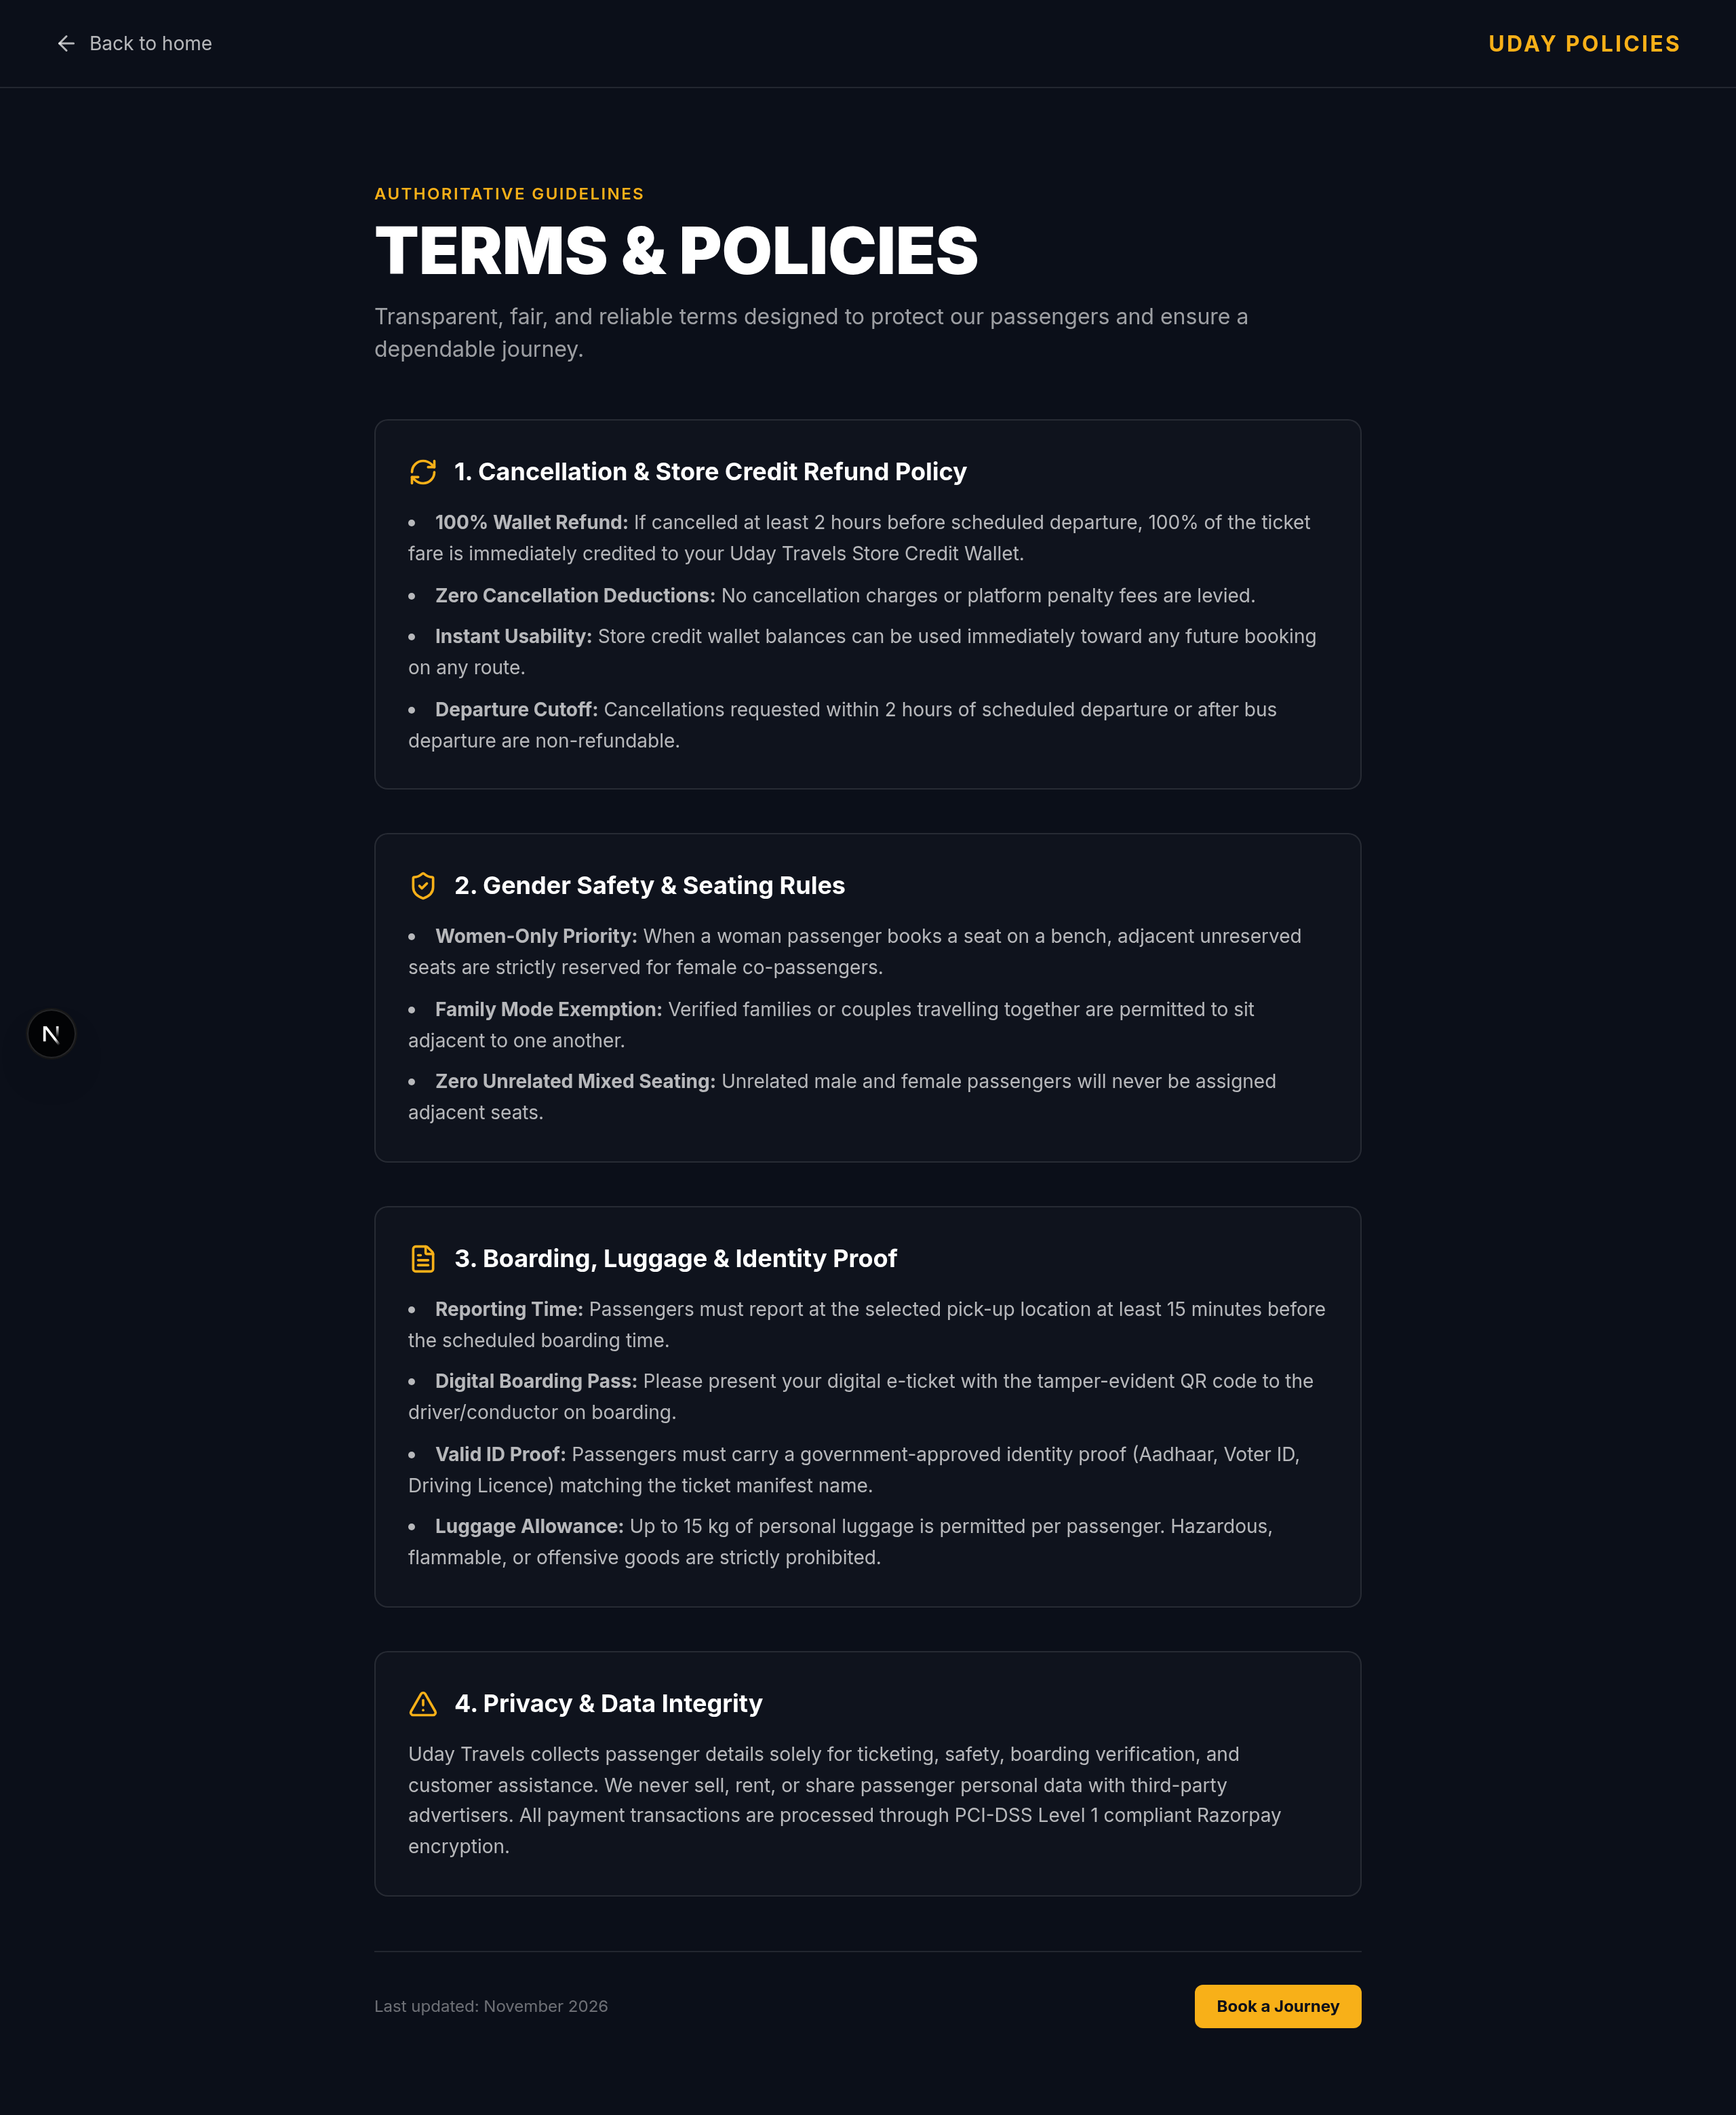 Back to home
UDAY POLICIES
AUTHORITATIVE GUIDELINES
TERMS & POLICIES
Transparent, fair, and reliable terms designed to protect our passengers and ensure a
dependable journey.
1. Cancellation & Store Credit Refund Policy
• 100% Wallet Refund: If cancelled at least 2 hours before scheduled departure, 100% of the ticket
fare is immediately credited to your Uday Travels Store Credit Wallet.
• Zero Cancellation Deductions: No cancellation charges or platform penalty fees are levied.
• Instant Usability: Store credit wallet balances can be used immediately toward any future booking
on any route.
• Departure Cutoff: Cancellations requested within 2 hours of scheduled departure or after bus
departure are non-refundable.
2. Gender Safety & Seating Rules
• Women-Only Priority: When a woman passenger books a seat on a bench, adjacent unreserved
seats are strictly reserved for female co-passengers.
• Family Mode Exemption: Verified families or couples travelling together are permitted to sit
adjacent to one another.
• Zero Unrelated Mixed Seating: Unrelated male and female passengers will never be assigned
adjacent seats.
N
3. Boarding, Luggage & Identity Proof
• Reporting Time: Passengers must report at the selected pick-up location at least 15 minutes before
the scheduled boarding time.
• Digital Boarding Pass: Please present your digital e-ticket with the tamper-evident QR code to the
driver/conductor on boarding.
• Valid ID Proof: Passengers must carry a government-approved identity proof (Aadhaar, Voter ID,
Driving Licence) matching the ticket manifest name.
• Luggage Allowance: Up to 15 kg of personal luggage is permitted per passenger. Hazardous,
flammable, or offensive goods are strictly prohibited.
4. Privacy & Data Integrity
Uday Travels collects passenger details solely for ticketing, safety, boarding verification, and
customer assistance. We never sell, rent, or share passenger personal data with third-party
advertisers. All payment transactions are processed through PCI-DSS Level 1 compliant Razorpay
encryption.
Last updated: November 2026
Book a Journey